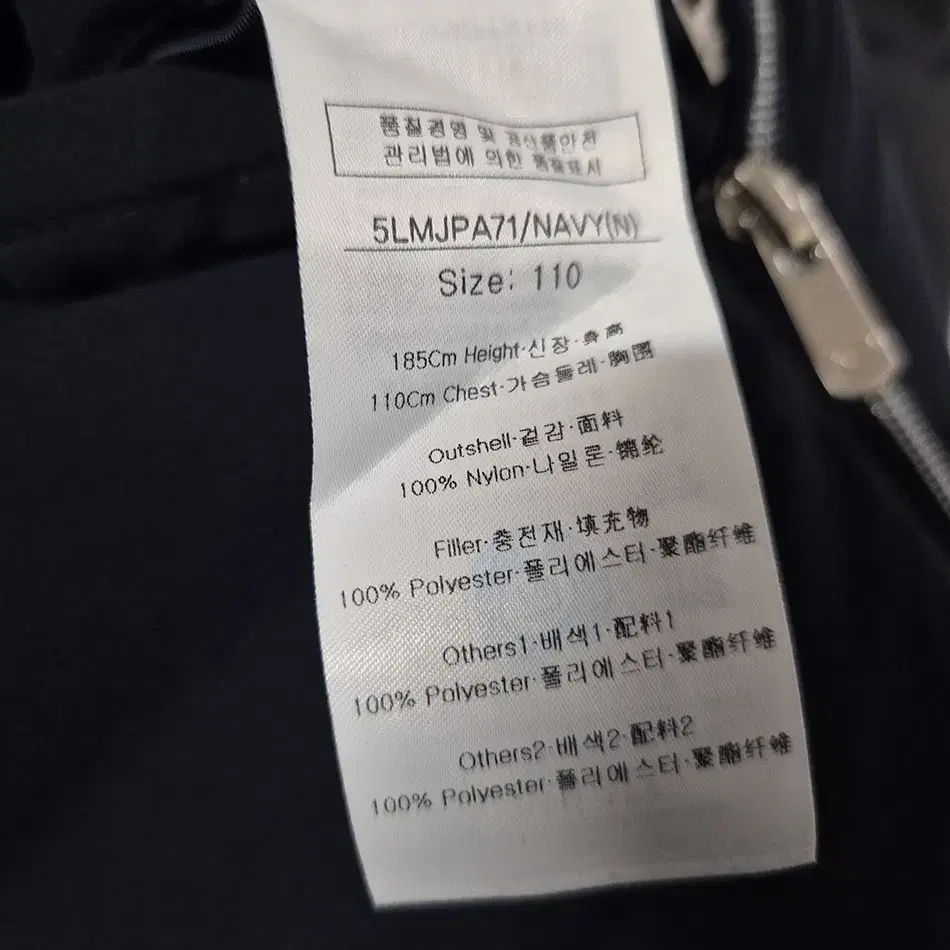 품질경영 및 공산품안전
관리법에 의한 품질표시
5LMJPA71/NAVY(N)
Size: 110
185Cm Height·신장·身高
110Cm Chest·가슴둘레·胸围
Outshell·겉감·面料
100% Nylon·나일론·锦纶
Filler·충전재·填充物
100% Polyester·폴리에스터·聚酯纤维
Others1·배색1·配料1
100% Polyester·폴리에스터·聚酯纤维
Others2·배색2·配料2
100% Polyester·폴리에스터·聚酯纤维